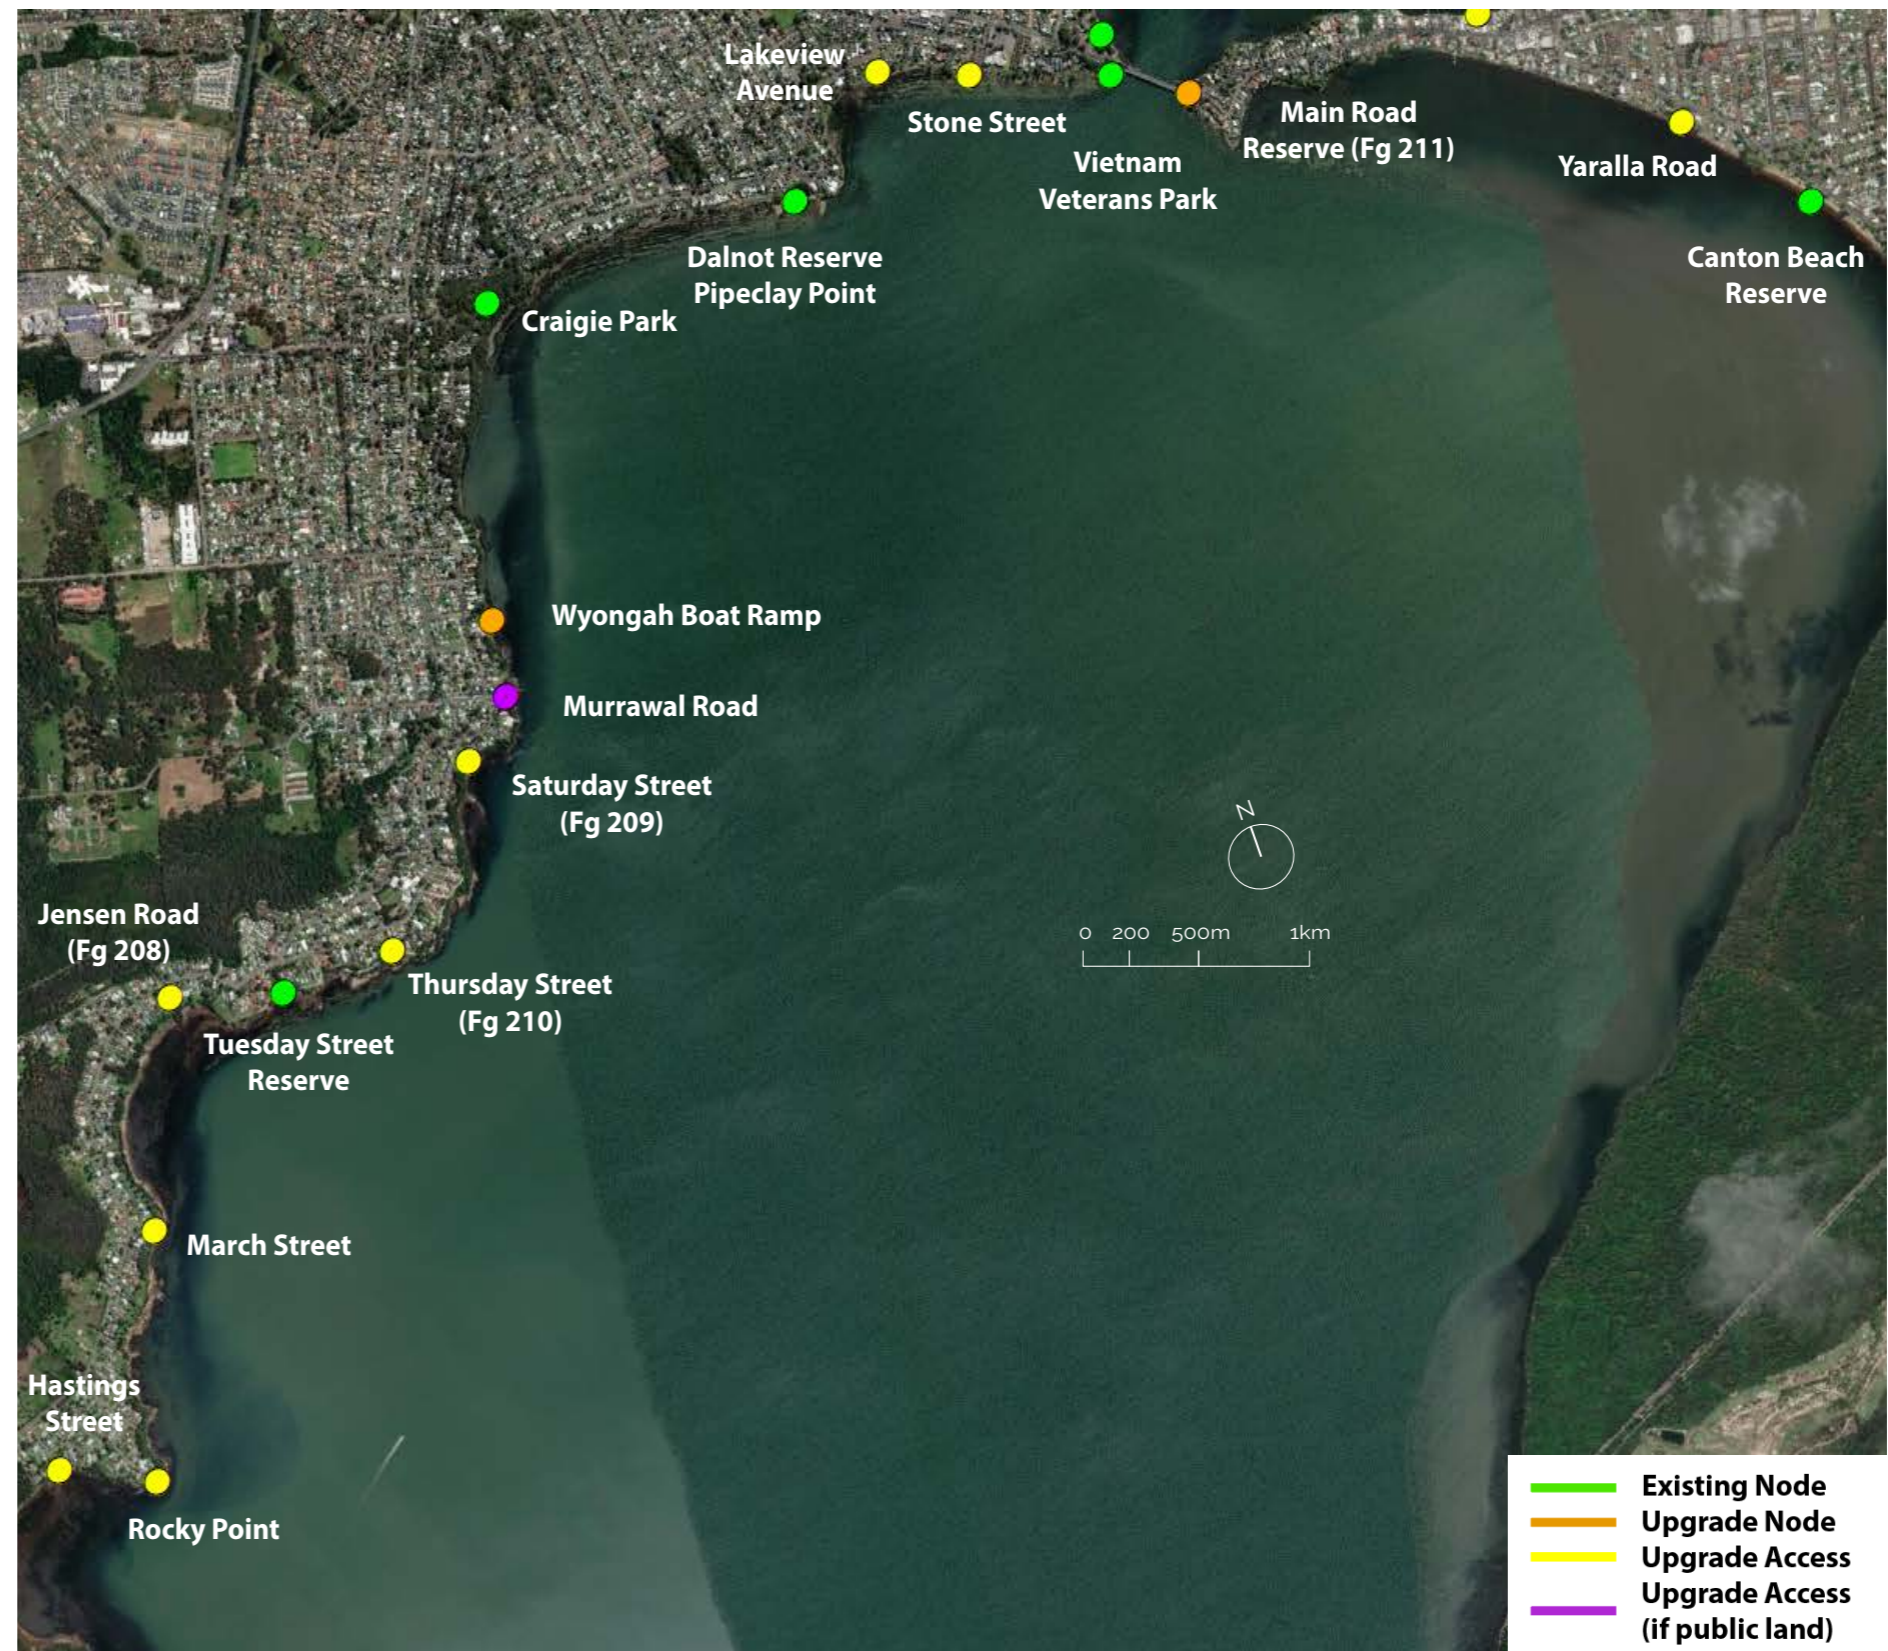 Lakeview
Avenue
Stone Street
Vietnam
Veterans Park
Main Road
Reserve (Fg 211)
Yaralla Road
Canton Beach
Reserve
Dalnot Reserve
Pipeclay Point
Craigie Park
Wyongah Boat Ramp
Murrawal Road
Saturday Street
(Fg 209)
N
0 200 500m 1km
Jensen Road
(Fg 208)
Thursday Street
(Fg 210)
Tuesday Street
Reserve
March Street
Hastings
Street
Rocky Point
Existing Node
Upgrade Node
Upgrade Access
Upgrade Access
(if public land)